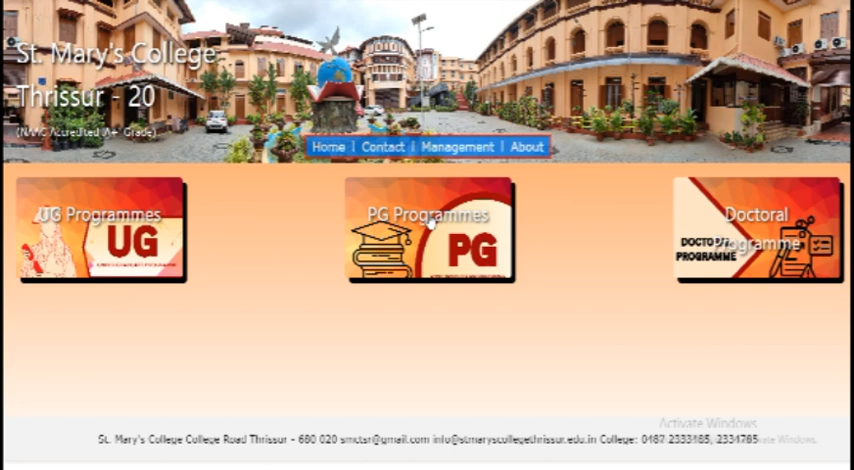 St. Mary's College
Thrissur - 20
(NAAC Accredited 'A+' Grade)
Home | Contact | Management | About
UG Programmes
UG
PG Programmes
PG
Doctoral
Programme
DOCTORAL
PROGRAMME
Activate Windows
St. Mary's College College Road Thrissur - 680 020 smctsr@gmail.com info@stmaryscollegethrissur.edu.in College: 0487 2333485, 2334785